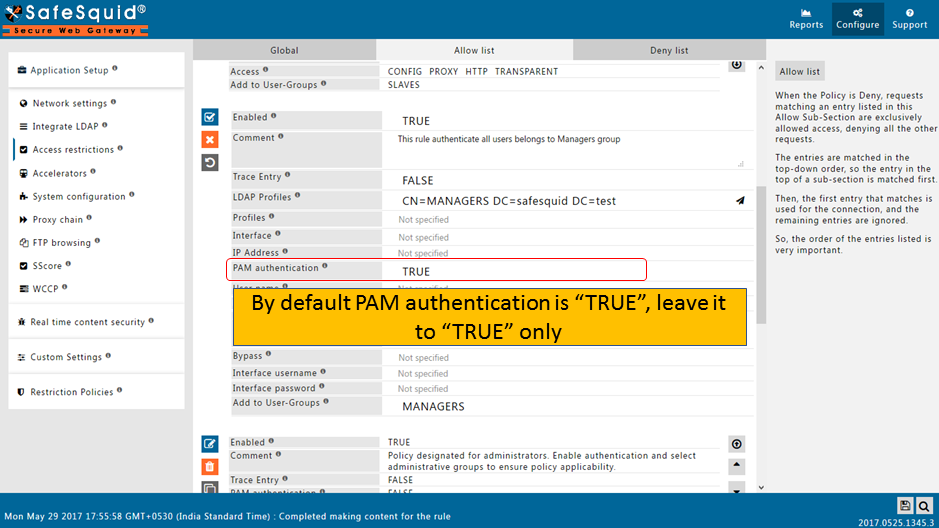 SafeSquid®
Secure Web Gateway
Reports
Configure
Support
Global
Allow list
Deny list
Application Setup
Network settings
Integrate LDAP
Access restrictions
Accelerators
System configuration
Proxy chain
FTP browsing
SScore
WCCP
Real time content security
Custom Settings
Restriction Policies
Access CONFIG PROXY HTTP TRANSPARENT
Add to User-Groups SLAVES
Enabled TRUE
Comment This rule authenticate all users belongs to Managers group
Trace Entry FALSE
LDAP Profiles CN=MANAGERS DC=safesquid DC=test
Profiles Not specified
Interface Not specified
IP Address Not specified
PAM authentication TRUE
User name
By default PAM authentication is “TRUE”, leave it
to “TRUE” only
Bypass Not specified
Interface username Not specified
Interface password Not specified
Add to User-Groups MANAGERS
Enabled TRUE
Comment Policy designated for administrators. Enable authentication and select
administrative groups to ensure policy applicability.
Trace Entry FALSE
PAM authentication FALSE
Allow list
When the Policy is Deny, requests
matching an entry listed in this
Allow Sub-Section are exclusively
allowed access, denying all the other
requests.
The entries are matched in the
top-down order, so the entry in the
top of a sub-section is matched first.
Then, the first entry that matches is
used for the connection, and the
remaining entries are ignored.
So, the order of the entries listed is
very important.
Mon May 29 2017 17:55:58 GMT+0530 (India Standard Time) : Completed making content for the rule
2017.0525.1345.3